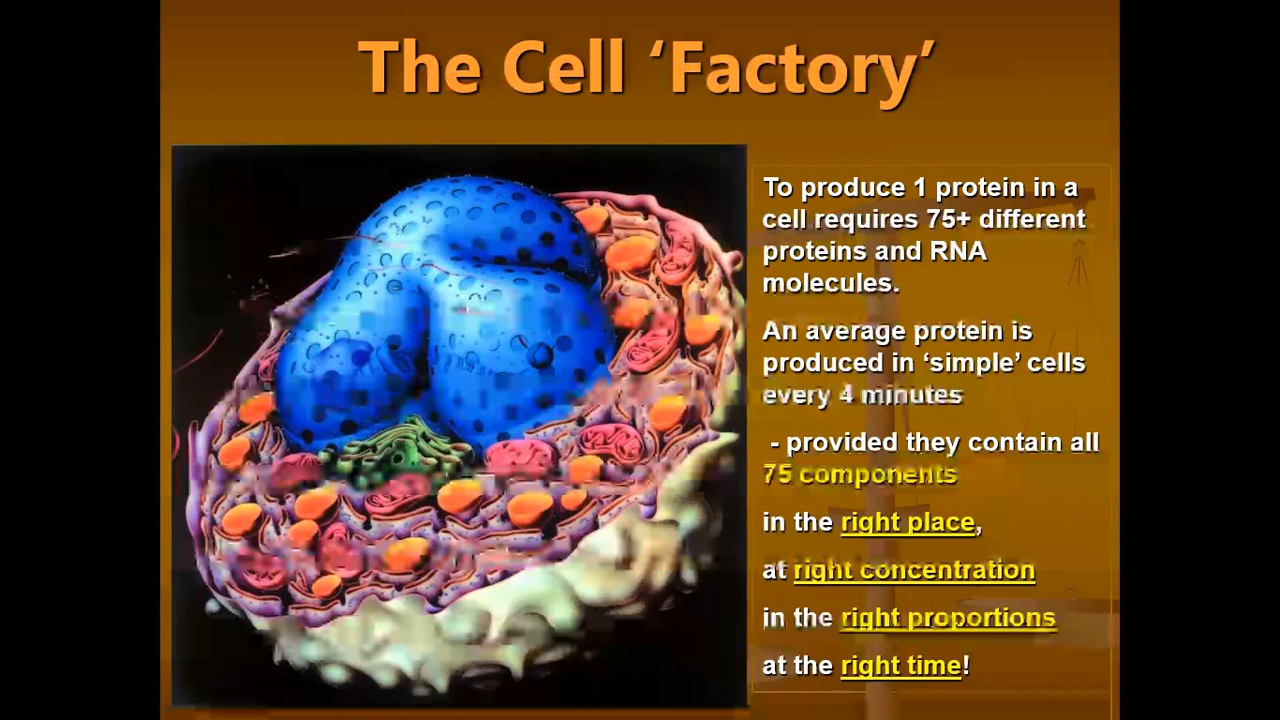 The Cell ‘Factory’
To produce 1 protein in a
cell requires 75+ different
proteins and RNA
molecules.
An average protein is
produced in ‘simple’ cells
every 4 minutes
- provided they contain all
75 components
in the right place,
at right concentration
in the right proportions
at the right time!